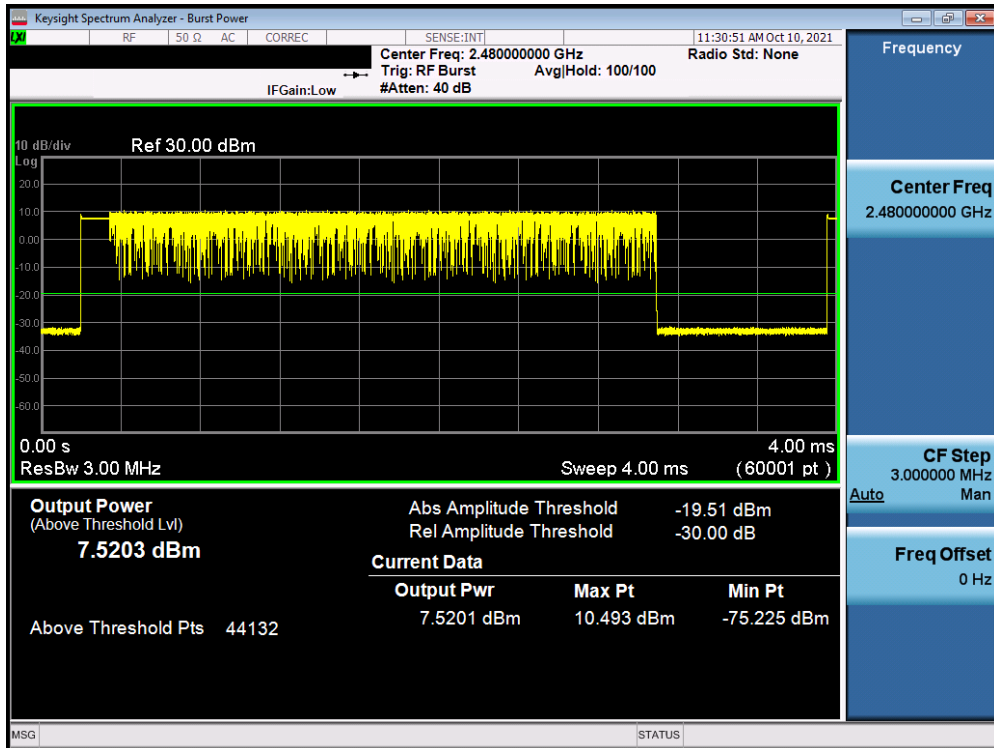 Keysight Spectrum Analyzer - Burst Power
LXI RF 50 Ω AC CORREC SENSE:INT 11:30:51 AM Oct 10, 2021
Center Freq: 2.480000000 GHz Radio Std: None
Trig: RF Burst Avg|Hold: 100/100
IFGain:Low #Atten: 40 dB
Frequency
10 dB/div Ref 30.00 dBm
Log
20.0
10.0
0.00
-10.0
-20.0
-30.0
-40.0
-50.0
-60.0
0.00 s 4.00 ms
ResBw 3.00 MHz Sweep 4.00 ms (60001 pt)
Center Freq
2.480000000 GHz
CF Step
3.000000 MHz
Auto Man
Freq Offset
0 Hz
Output Power
(Above Threshold Lvl)
7.5203 dBm
Above Threshold Pts 44132
Abs Amplitude Threshold -19.51 dBm
Rel Amplitude Threshold -30.00 dB
Current Data
Output Pwr Max Pt Min Pt
7.5201 dBm 10.493 dBm -75.225 dBm
MSG STATUS